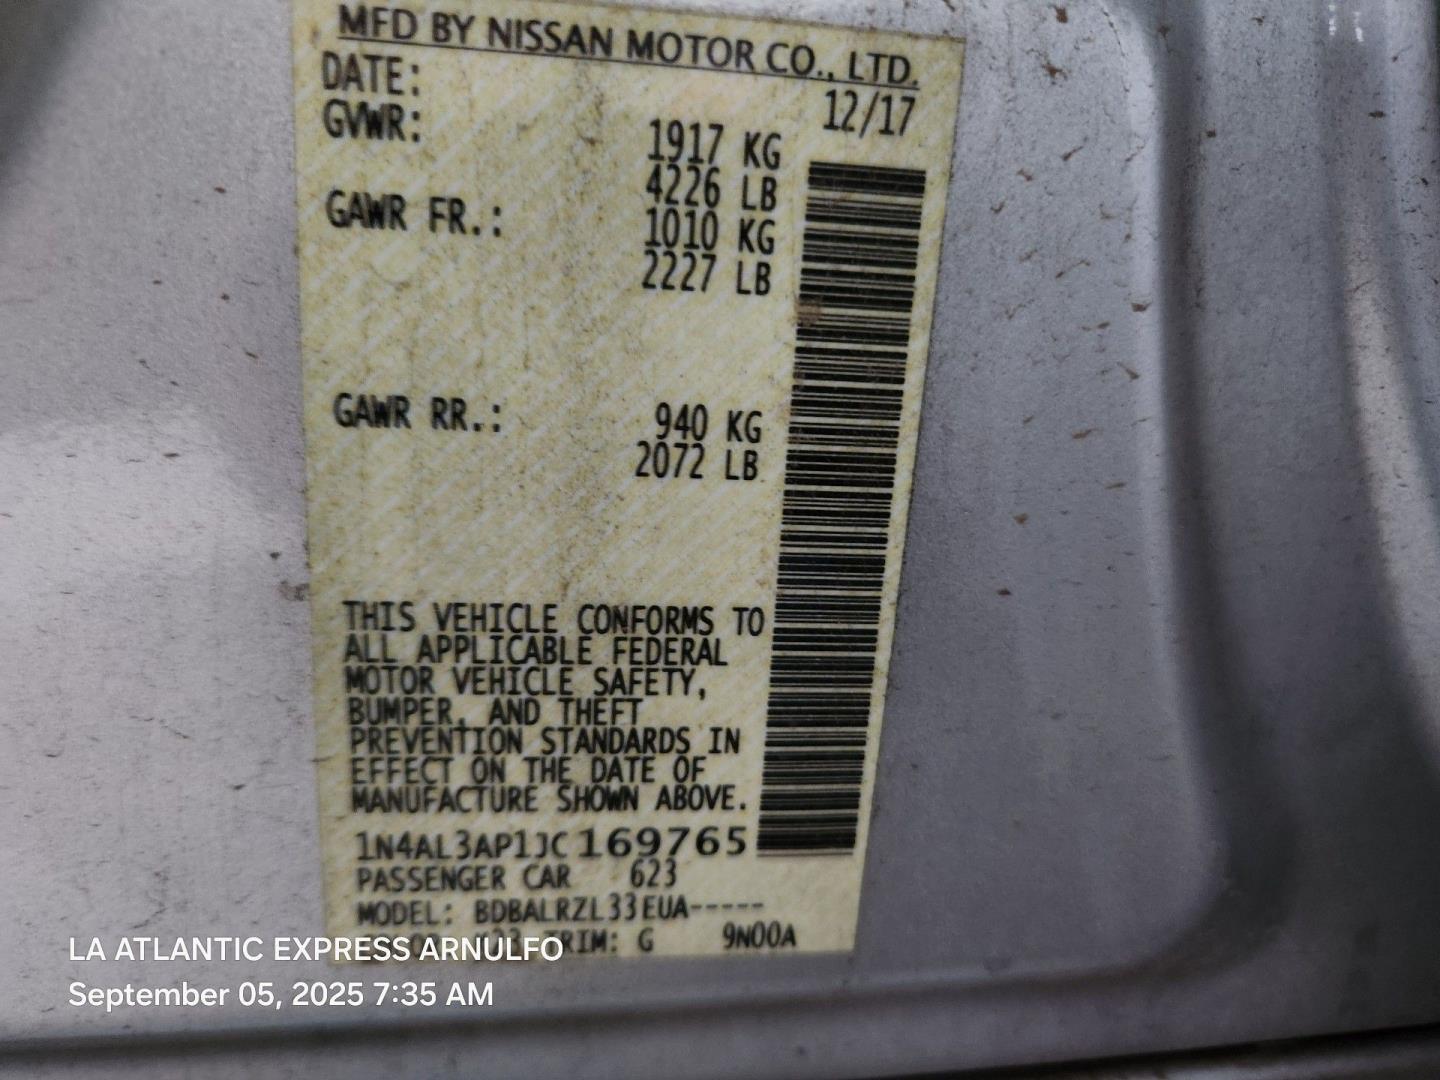 MFD BY NISSAN MOTOR CO., LTD.
DATE: 12/17
GVWR: 1917 KG
4226 LB
GAWR FR.: 1010 KG
2227 LB
GAWR RR.: 940 KG
2072 LB
THIS VEHICLE CONFORMS TO
ALL APPLICABLE FEDERAL
MOTOR VEHICLE SAFETY,
BUMPER, AND THEFT
PREVENTION STANDARDS IN
EFFECT ON THE DATE OF
MANUFACTURE SHOWN ABOVE.
1N4AL3AP1JC169765
PASSENGER CAR 623
MODEL: BDBALRZL33EUA-----
TRIM: G 9N00A
LA ATLANTIC EXPRESS ARNULFO
September 05, 2025 7:35 AM